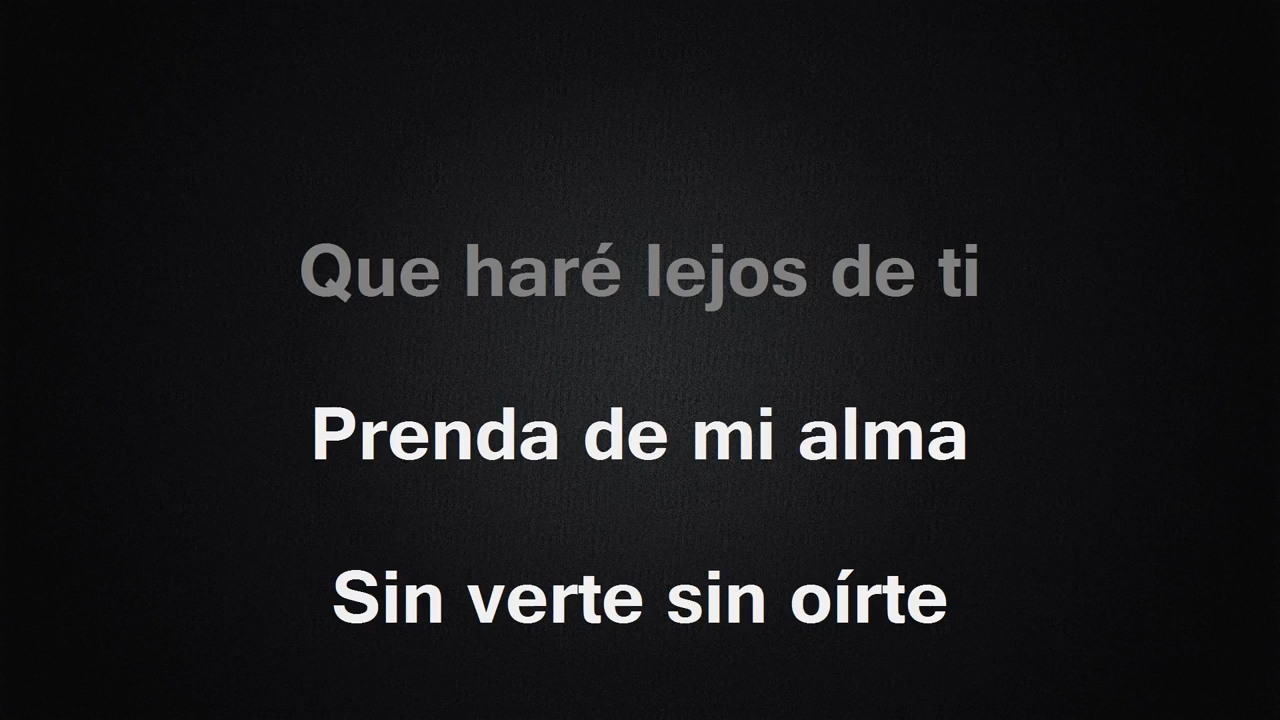 Que haré lejos de ti
Prenda de mi alma
Sin verte sin oírte